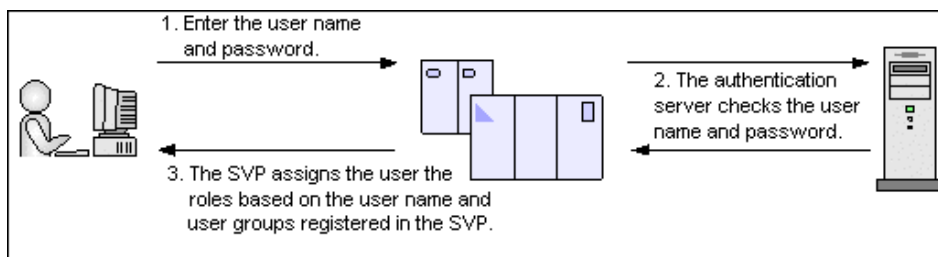 1. Enter the user name
and password.
2. The authentication
server checks the user
name and password.
3. The SVP assigns the user the
roles based on the user name and
user groups registered in the SVP.